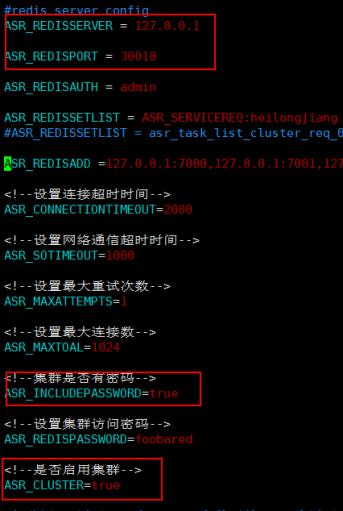 #redis server config
ASR_REDISSERVER = 127.0.0.1
ASR_REDISPORT = 30010
ASR_REDISAUTH = admin
ASR_REDISSETLIST = ASR_SERVICEREQ:heilongjiang
#ASR_REDISSETLIST = asr_task_list_cluster_req_0
ASR_REDISADD =127.0.0.1:7000,127.0.0.1:7001,127
<!--设置连接超时时间-->
ASR_CONNECTIONTIMEOUT=2000
<!--设置网络通信超时时间-->
ASR_SOTIMEOUT=1000
<!--设置最大重试次数-->
ASR_MAXATTEMPTS=1
<!--设置最大连接数-->
ASR_MAXTOAL=1024
<!--集群是否有密码-->
ASR_INCLUDEPASSWORD=true
<!--设置集群访问密码-->
ASR_REDISPASSWORD=foobared
<!--是否启用集群-->
ASR_CLUSTER=true